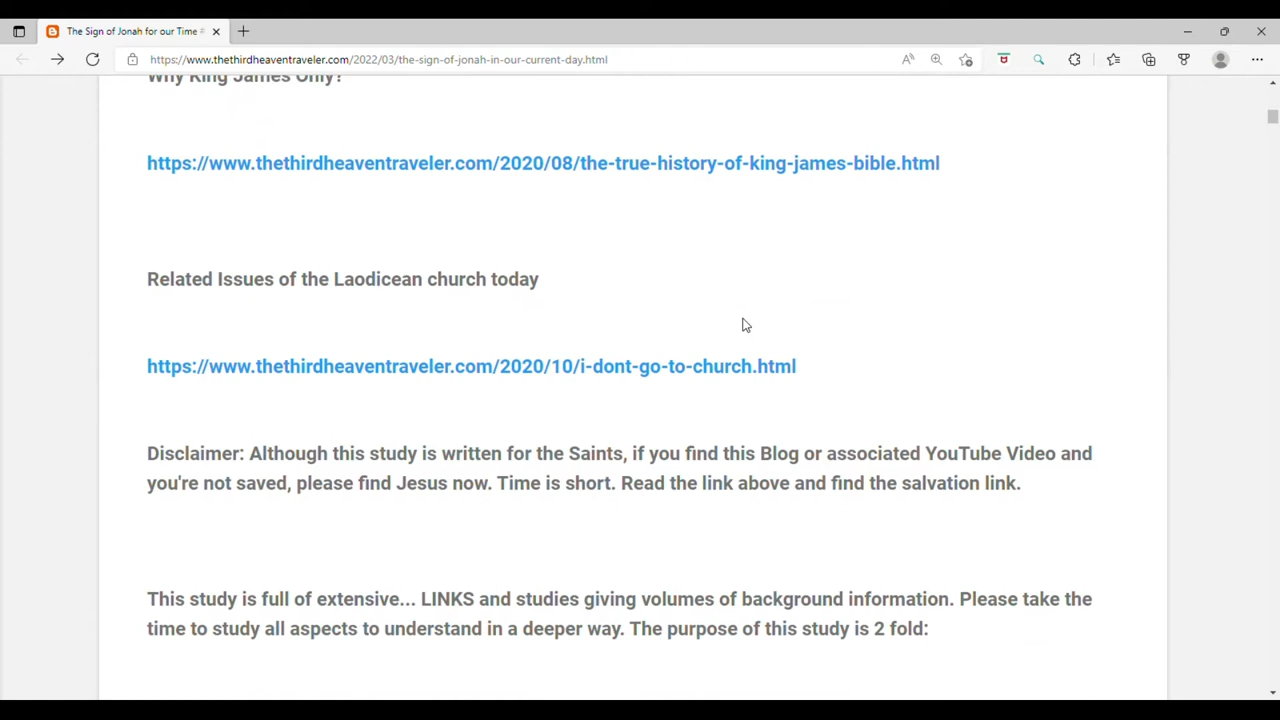 The Sign of Jonah for our Time #
https://www.thethirdheaventraveler.com/2022/03/the-sign-of-jonah-in-our-current-day.html
Why King James Only?
https://www.thethirdheaventraveler.com/2020/08/the-true-history-of-king-james-bible.html
Related Issues of the Laodicean church today
https://www.thethirdheaventraveler.com/2020/10/i-dont-go-to-church.html
Disclaimer: Although this study is written for the Saints, if you find this Blog or associated YouTube Video and
you're not saved, please find Jesus now. Time is short. Read the link above and find the salvation link.
This study is full of extensive... LINKS and studies giving volumes of background information. Please take the
time to study all aspects to understand in a deeper way. The purpose of this study is 2 fold: